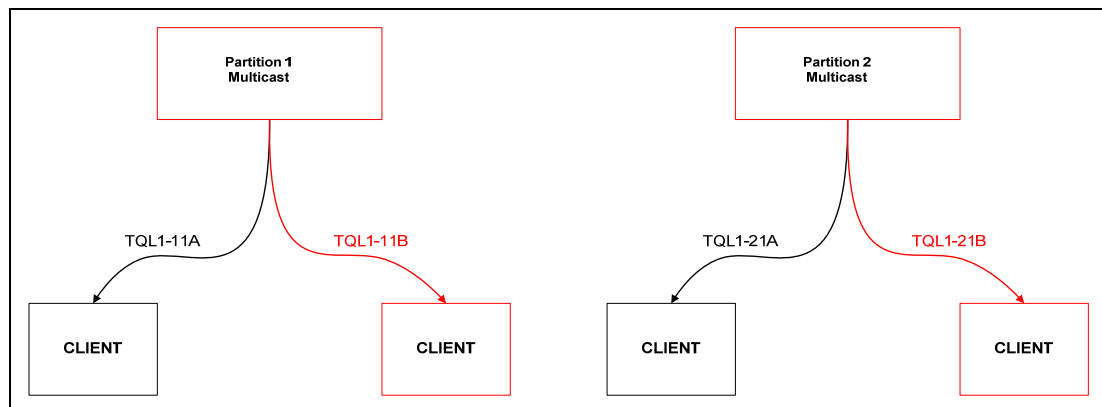 Partition 1
Multicast
Partition 2
Multicast
TQL1-11A
TQL1-11B
TQL1-21A
TQL1-21B
CLIENT
CLIENT
CLIENT
CLIENT